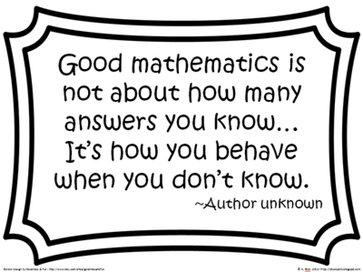 Good mathematics is
not about how many
answers you know...
It's how you behave
when you don't know.
~Author unknown